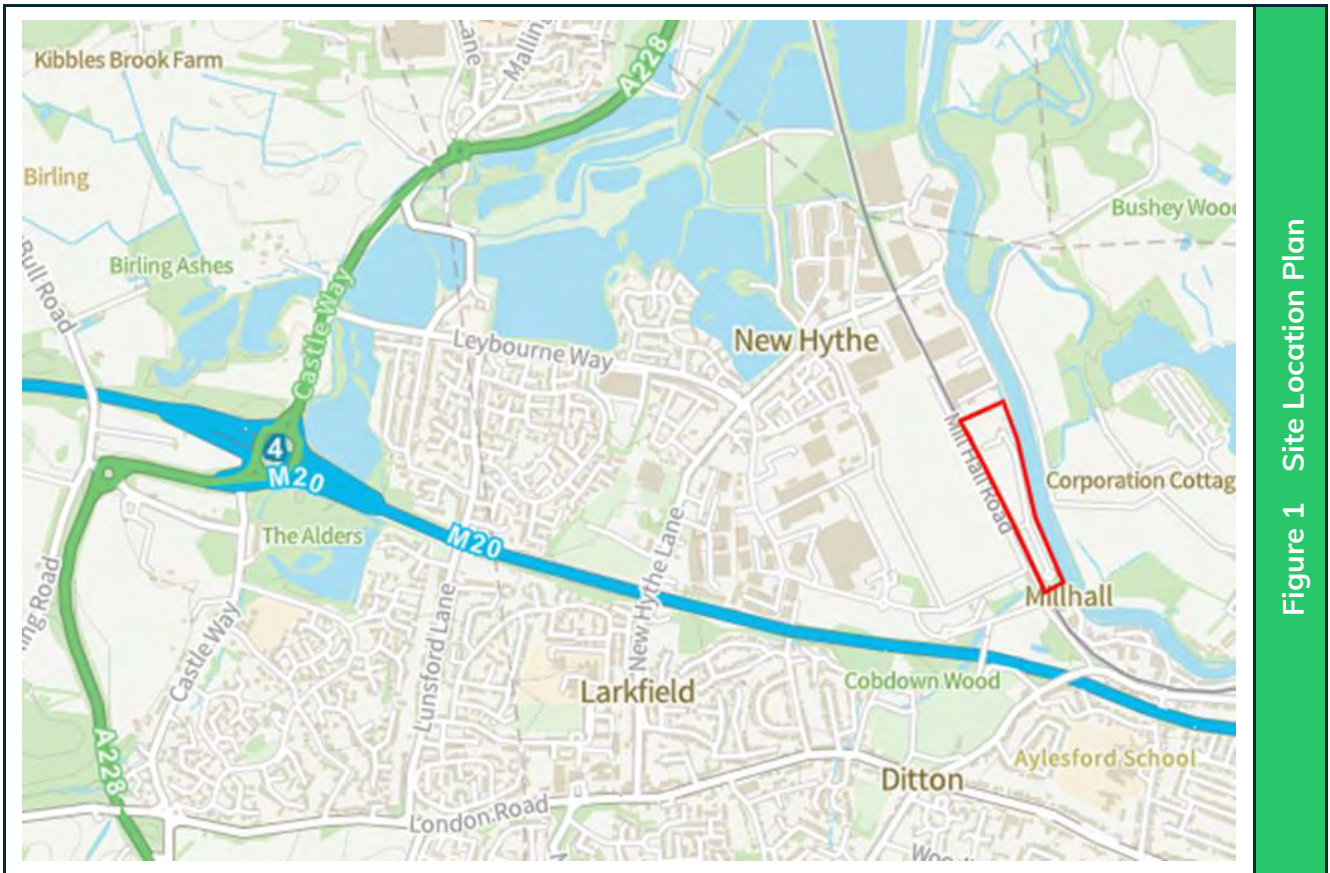 Kibbles Brook Farm
A228
Birling
Bushey Wood
Birling Ashes
Bull Road
Castle Way
Leybourne Way
New Hythe
4
M20
Mill Hall Road
Corporation Cottag
The Alders
M20
New Hythe Lane
Millhall
Castle Way
Lunsford Lane
Larkfield
Cobdown Wood
A228
Aylesford School
Ditton
London Road
Figure 1 Site Location Plan